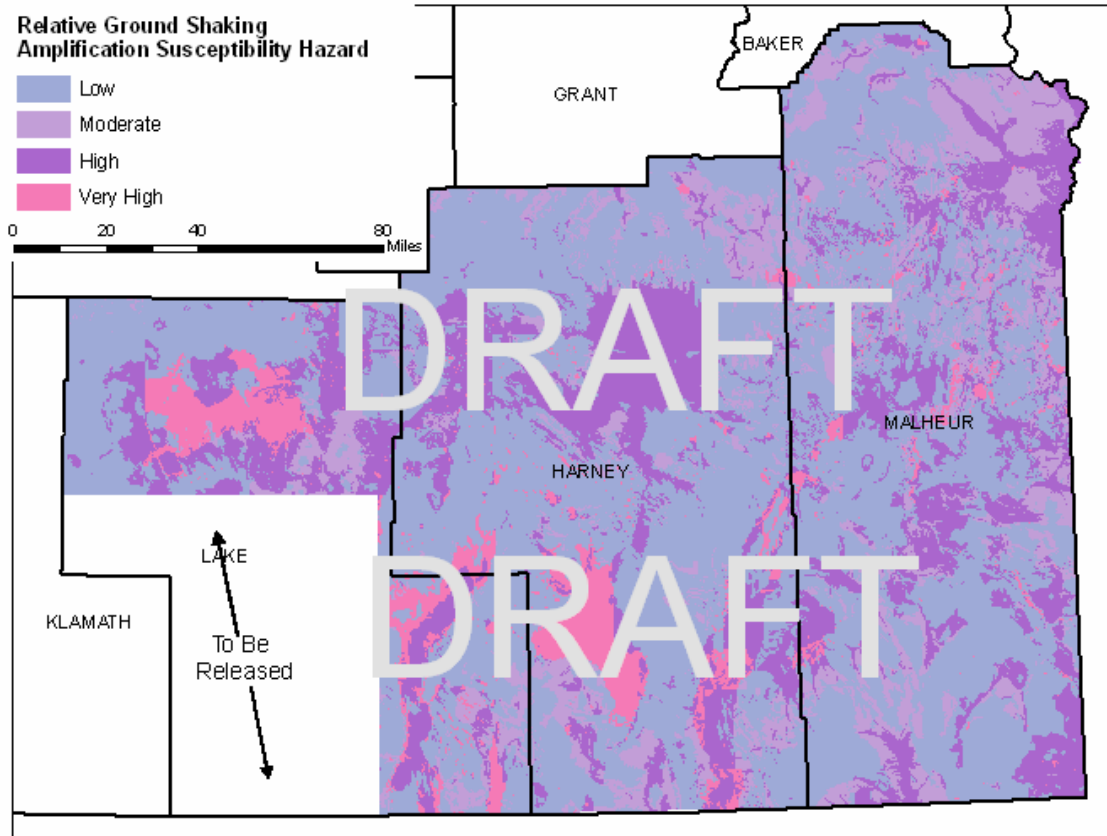 Relative Ground Shaking
Amplification Susceptibility Hazard
Low
Moderate
High
Very High
0 20 40 80
Miles
BAKER
GRANT
DRAFT
MALHEUR
HARNEY
LAKE
DRAFT
KLAMATH
To Be
Released